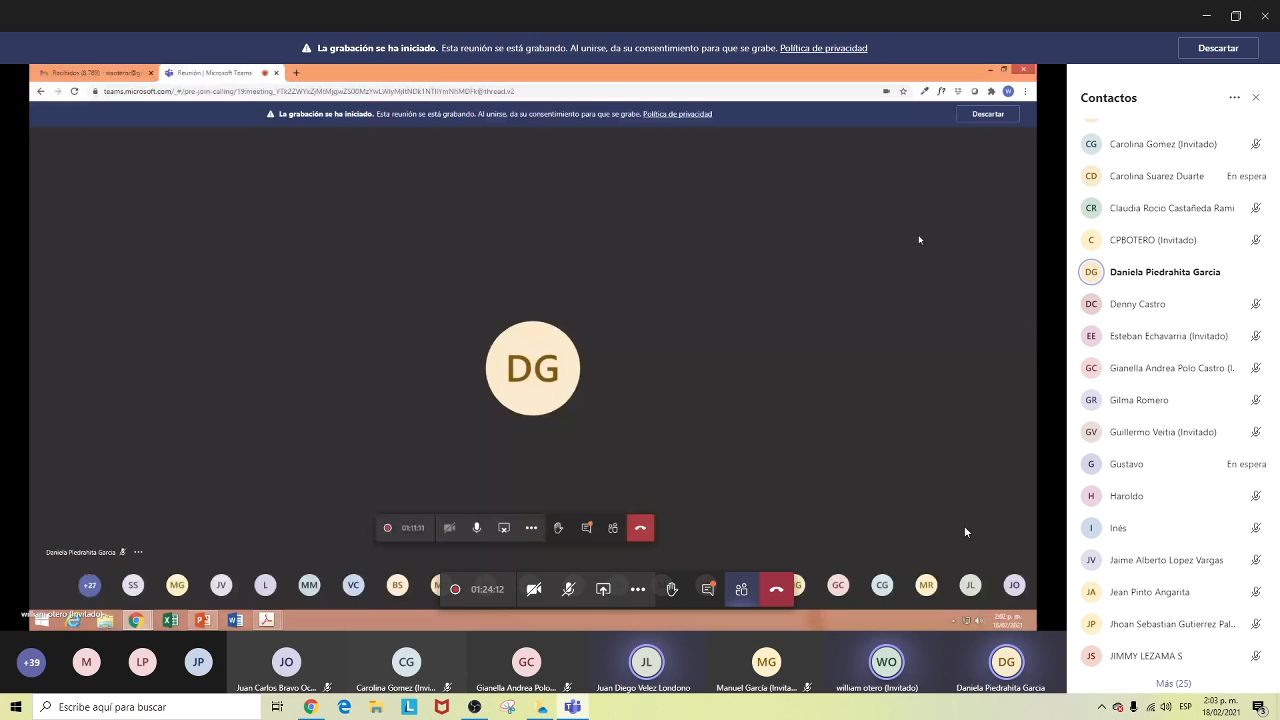 La grabación se ha iniciado. Esta reunión se está grabando. Al unirse, da su consentimiento para que se grabe. Política de privacidad
Descartar
Reunión | Microsoft Teams
La grabación se ha iniciado. Esta reunión se está grabando. Al unirse, da su consentimiento para que se grabe. Política de privacidad
Descartar
DG
01:11:11
Daniela Piedrahita Garcia
+27
SS
MG
JV
L
MM
VC
BS
01:24:12
GC
CG
MR
JL
JO
william otero (Invitado)
2:02 p. m.
18/02/2021
Contactos
CG Carolina Gomez (Invitado)
CD Carolina Suarez Duarte En espera
CR Claudia Rocio Castañeda Rami
C CPBOTERO (Invitado)
DG Daniela Piedrahita Garcia
DC Denny Castro
EE Esteban Echavarria (Invitado)
GC Gianella Andrea Polo Castro (I.
GR Gilma Romero
GV Guillermo Veitia (Invitado)
G Gustavo En espera
H Haroldo
I Inés
JV Jaime Alberto Lopez Vargas
JA Jean Pinto Angarita
JP Jhoan Sebastian Gutierrez Pal..
JS JIMMY LEZAMA S
Más (25)
+39
M
LP
JP
JO
Juan Carlos Bravo Oc...
CG
Carolina Gomez (Invi...
GC
Gianella Andrea Polo...
JL
Juan Diego Velez Londono
MG
Manuel García (Invita...
WO
william otero (Invitado)
DG
Daniela Piedrahita Garcia
Escribe aquí para buscar
ESP
2:03 p. m.
18/02/2021
3